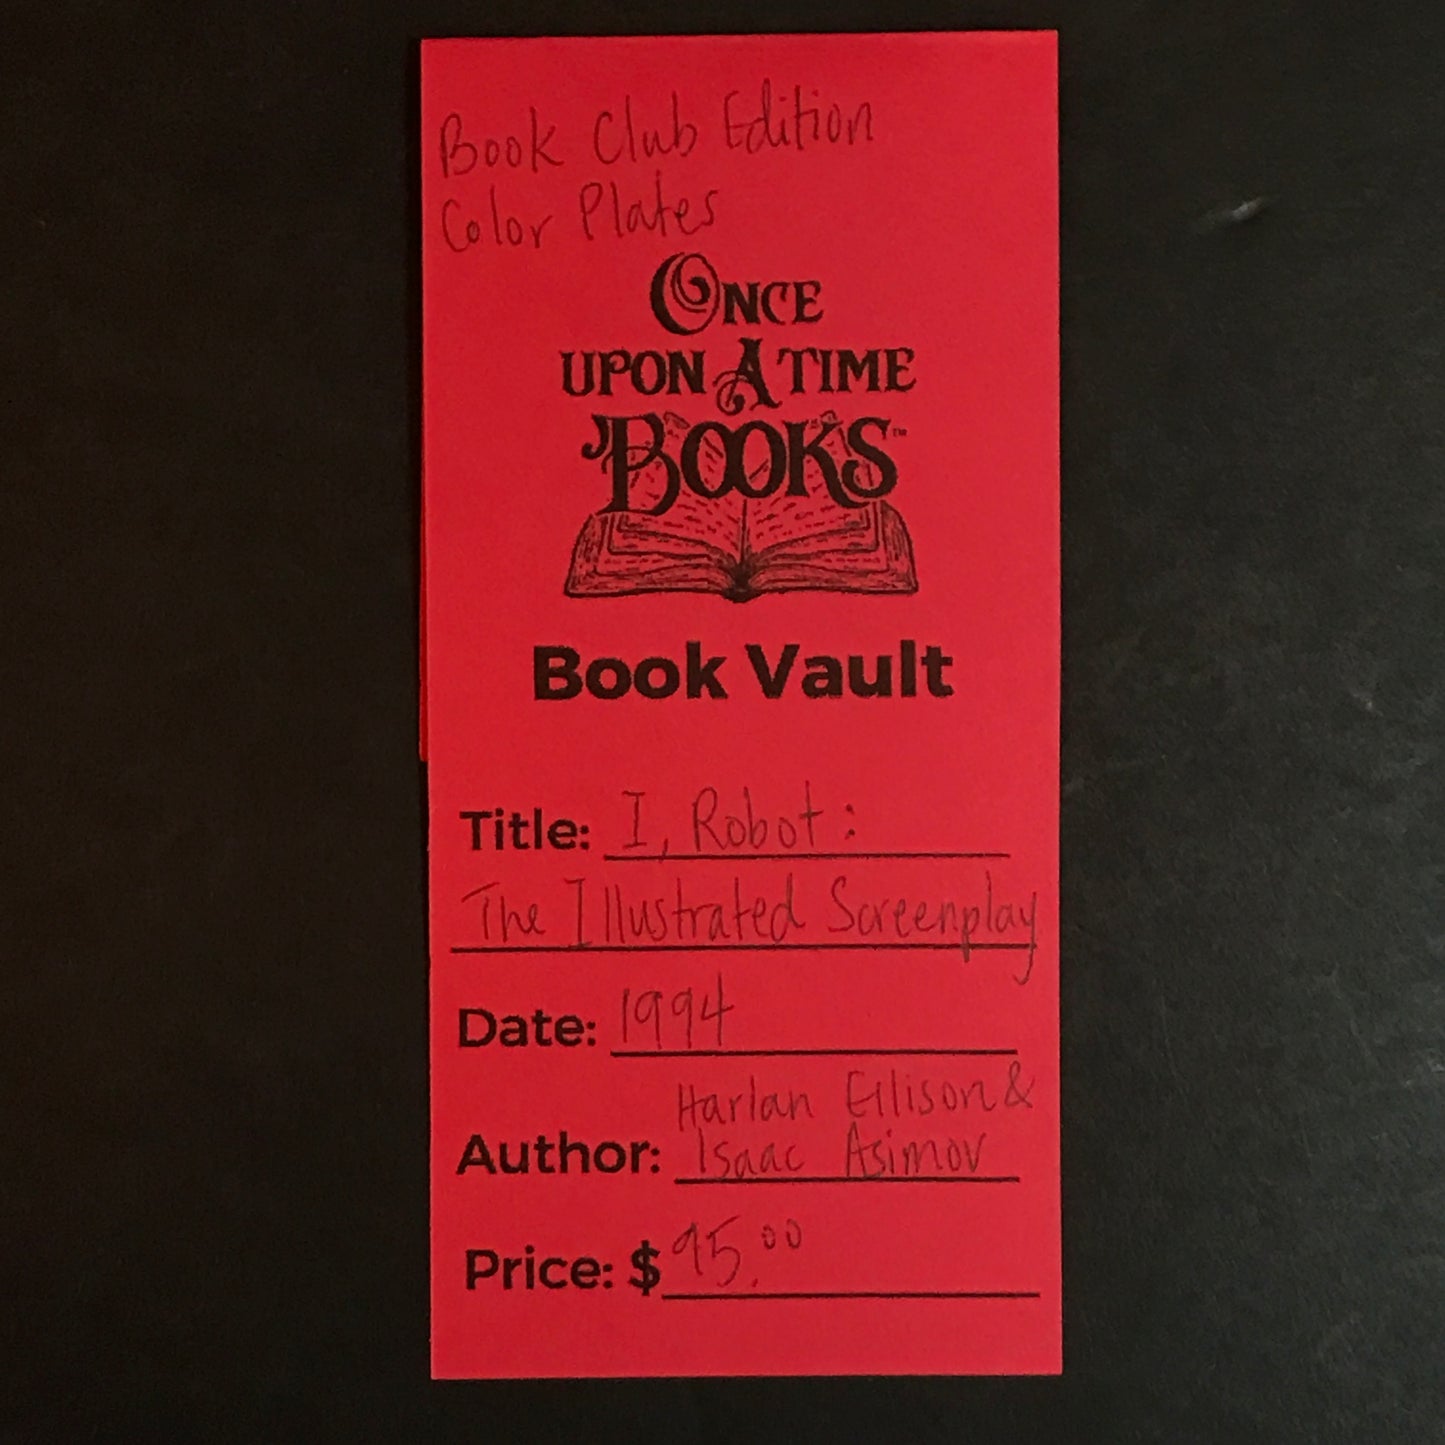 Book Club Edition
Color Plates
ONCE
UPON A TIME
BOOKS™
Book Vault
Title: I, Robot:
The Illustrated Screenplay
Date: 1994
Harlan Ellison &
Author: Isaac Asimov
Price: $95.00